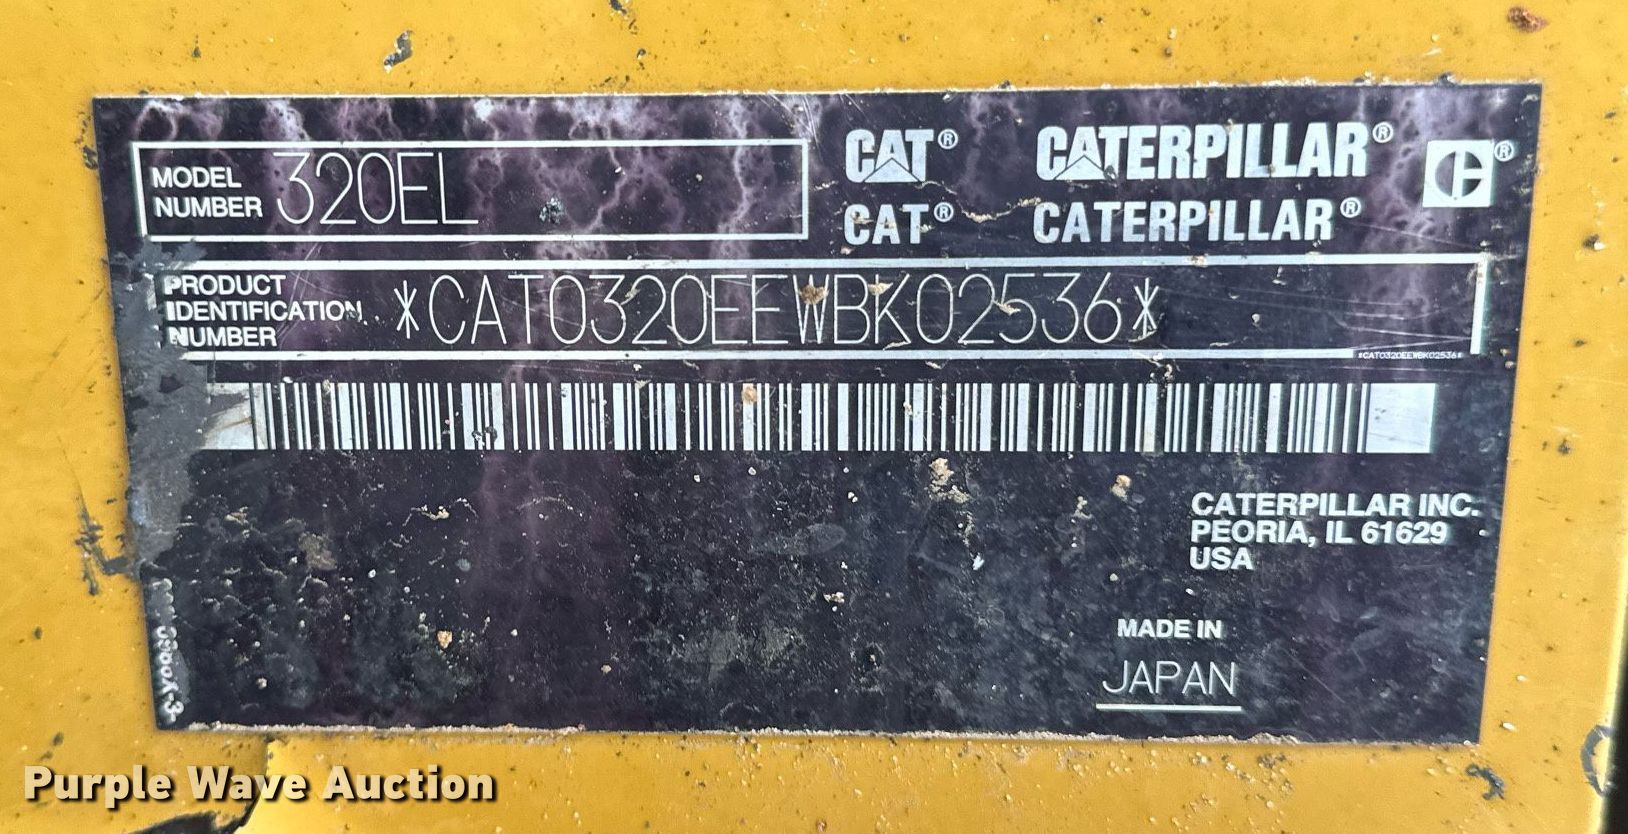 MODEL
NUMBER 320EL
CAT® CATERPILLAR®
CAT® CATERPILLAR®
PRODUCT
IDENTIFICATION
NUMBER *CAT0320EEWBK02536*
*CAT0320EEWBK02536*
CATERPILLAR INC.
PEORIA, IL 61629
USA
MADE IN
JAPAN
Purple Wave Auction